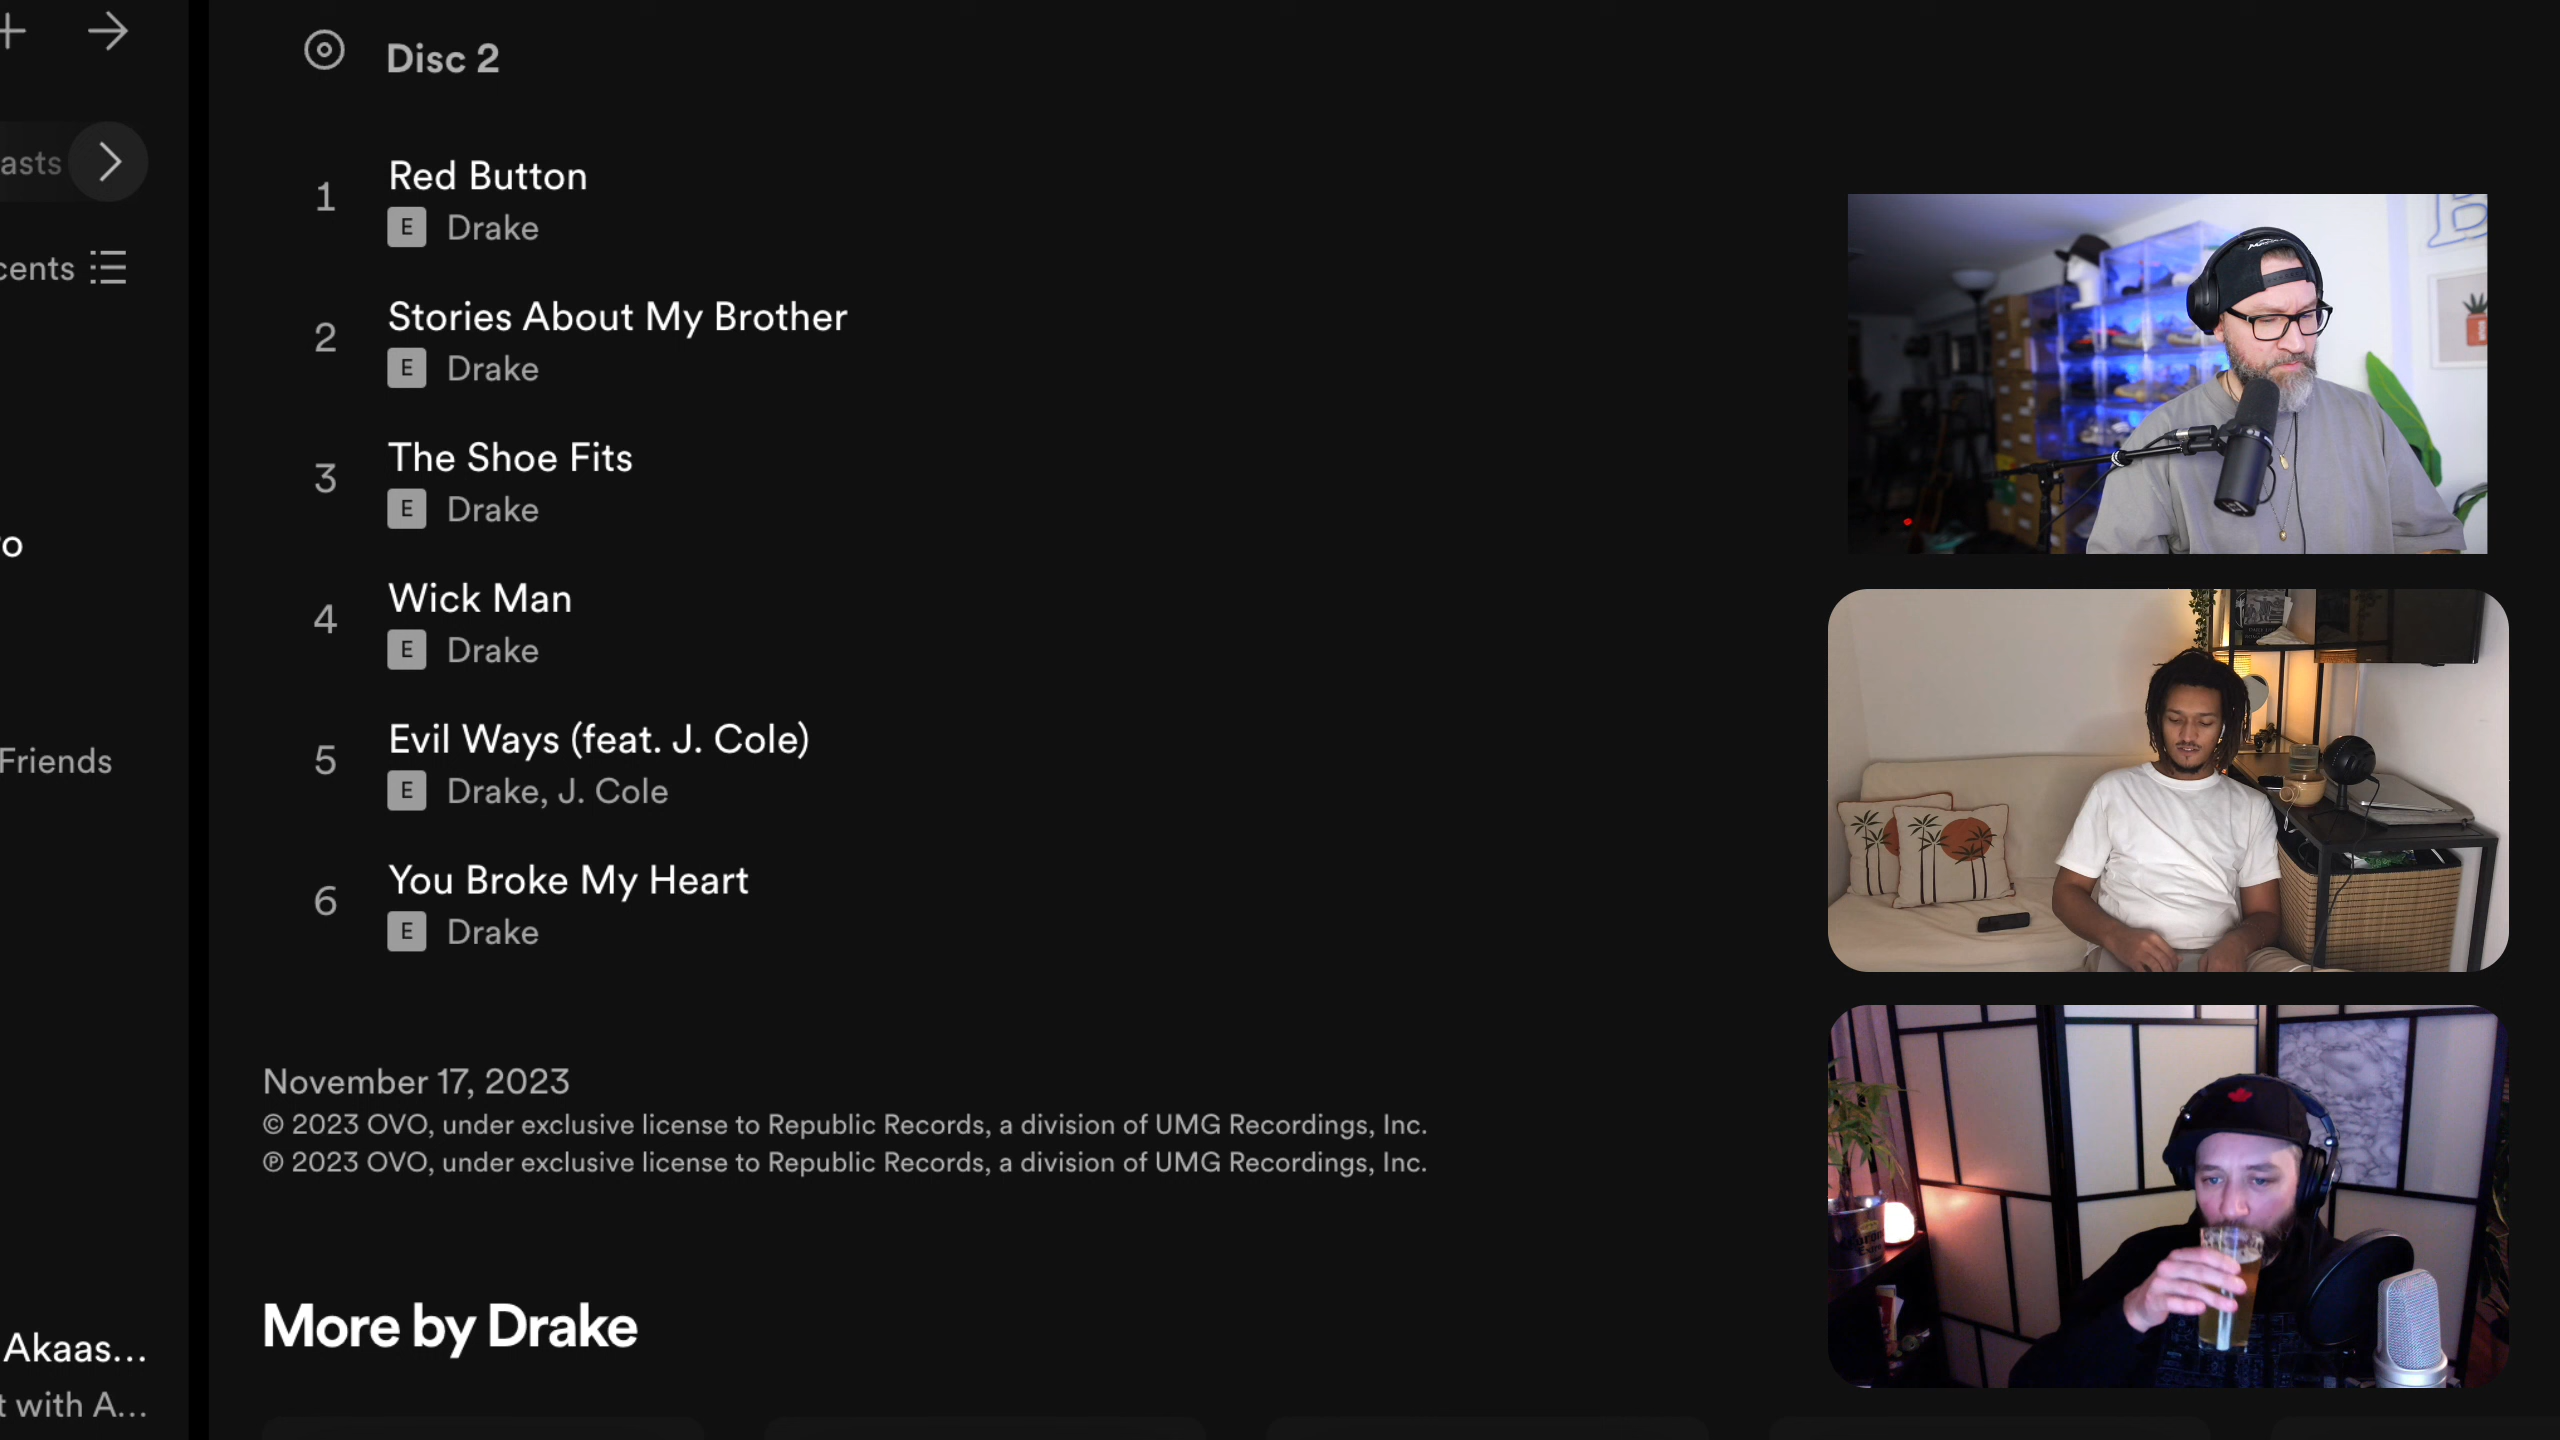 asts
cents
ro
Friends
Akaas...
t with A...
Disc 2
1
Red Button
E Drake
2
Stories About My Brother
E Drake
3
The Shoe Fits
E Drake
4
Wick Man
E Drake
5
Evil Ways (feat. J. Cole)
E Drake, J. Cole
6
You Broke My Heart
E Drake
November 17, 2023
© 2023 OVO, under exclusive license to Republic Records, a division of UMG Recordings, Inc.
℗ 2023 OVO, under exclusive license to Republic Records, a division of UMG Recordings, Inc.
More by Drake